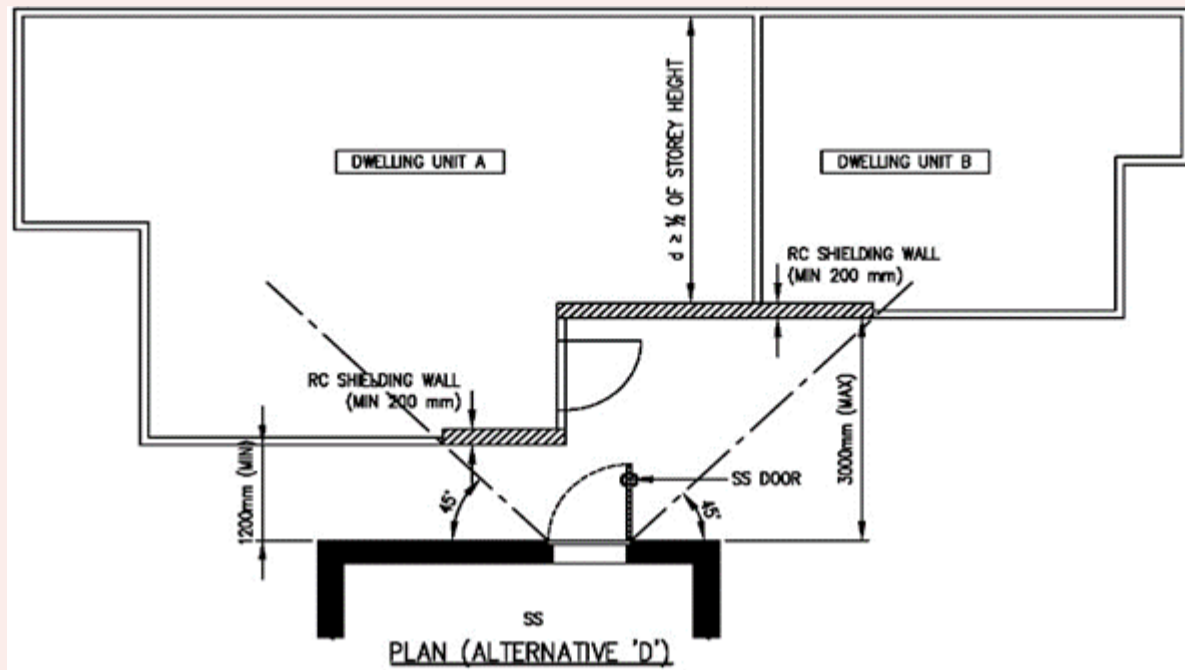 d ≥ ½ OF STOREY HEIGHT
DWELLING UNIT A
DWELLING UNIT B
RC SHIELDING WALL
(MIN 200 mm)
RC SHIELDING WALL
(MIN 200 mm)
1200mm (MIN)
45°
SS DOOR
45°
3000mm (MAX)
SS
PLAN (ALTERNATIVE 'D')